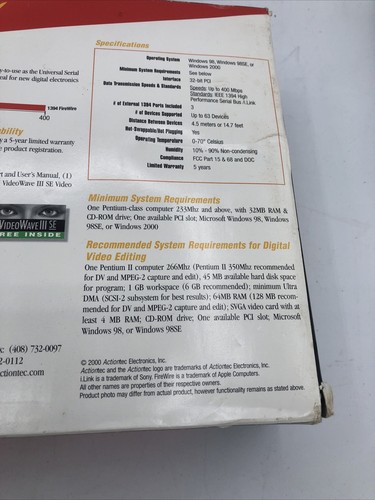 Specifications
y-to-use as the Universal Serial
l for new digital electronics
Operating System Windows 98, Windows 98SE, or
Windows 2000
Minimum System Requirements See below
Interface 32-bit PCI
Data Transmission Speeds & Standards Speeds: Up to 400 Mbps
Standards: IEEE 1394 High
Performance Serial Bus i.Link
# of External 1394 Ports Included 3
# of Devices Supported Up to 63 Devices
Distance Between Devices 4.5 meters or 14.7 feet
Hot-Swappable/Hot Plugging Yes
Operating Temperature 0-70° Celsius
Humidity 10% - 90% Non-condensing
Compliance FCC Part 15 & 68 and DOC
Limited Warranty 5 years
1394 FireWire
400
ability
y a 5-year limited warranty
e product registration.
rt and User's Manual, (1)
VideoWave III SE Video
VIDEOWAVE III SE
FREE INSIDE
Minimum System Requirements
One Pentium-class computer 233Mhz and above, with 32MB RAM &
CD-ROM drive; One available PCI slot; Microsoft Windows 98, Windows
98SE, or Windows 2000
Recommended System Requirements for Digital
Video Editing
One Pentium II computer 266Mhz (Pentium II 350Mhz recommended
for DV and MPEG-2 capture and edit), 45 MB available hard disk space
for program; 1 GB workspace (6 GB recommended); minimum Ultra
DMA (SCSI-2 subsystem for best results); 64MB RAM (128 MB recom-
mended for DV and MPEG-2 capture and edit); SVGA video card with at
least 4 MB RAM; CD-ROM drive; One available PCI slot; Microsoft
Windows 98, or Windows 98SE
x: (408) 732-0097
2-0112
ctiontec.com
© 2000 Actiontec Electronics, Inc.
Actiontec and the Actiontec logo are trademarks of Actiontec Electronics, Inc.
i.Link is a trademark of Sony. FireWire is a trademark of Apple Computers.
All other names are properties of their respective owners.
Product photo may differ from actual product, however functionality remains as stated above.